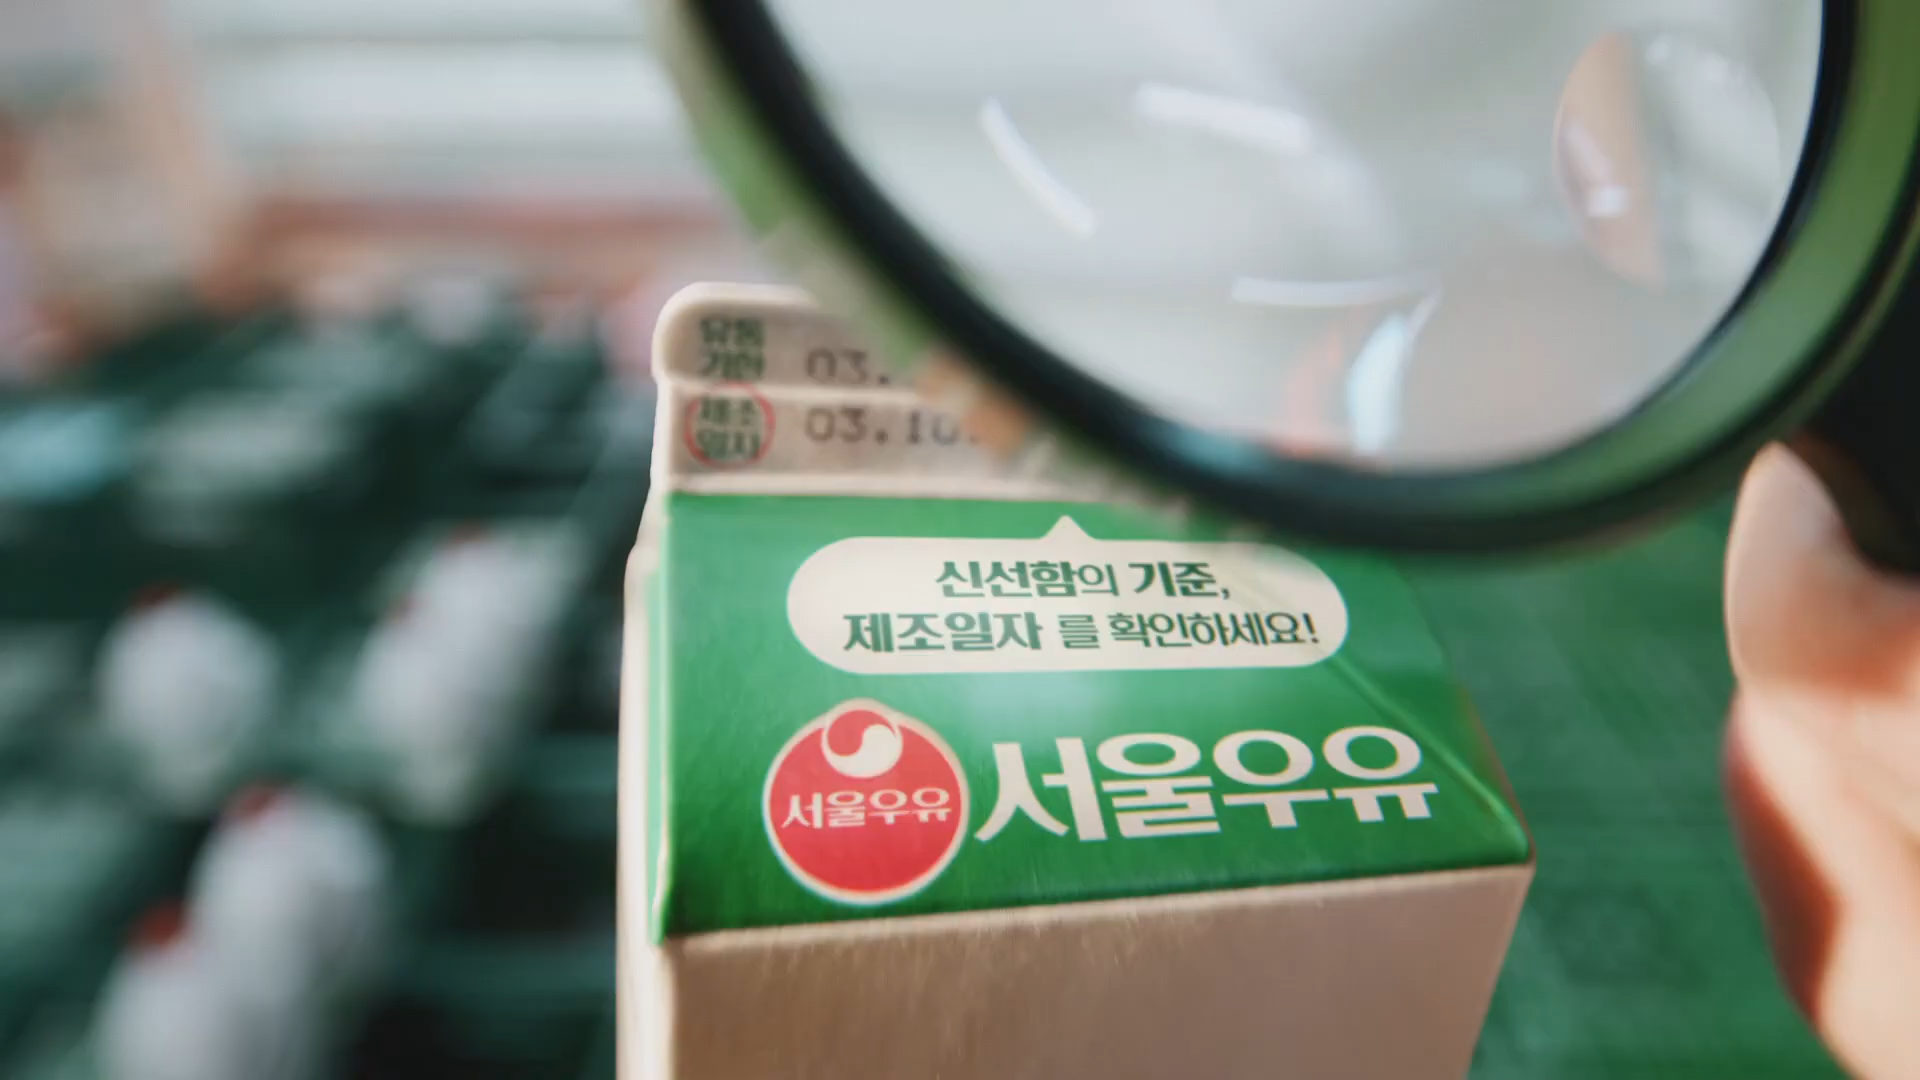 유통
기한 03.
제조
일자 03.10.
신선함의 기준,
제조일자 를 확인하세요!
서울우유 서울우유